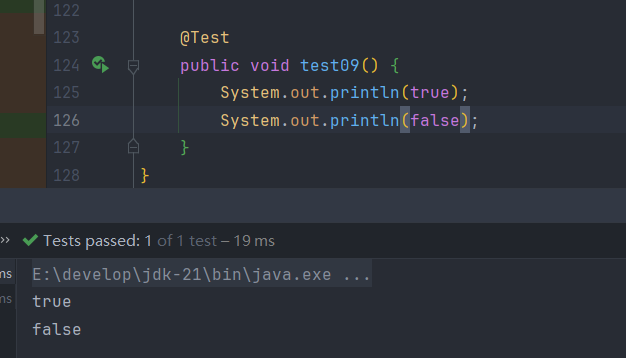 122
123 @Test
124 public void test09() {
125 System.out.println(true);
126 System.out.println(false);
127 }
128 }
›› Tests passed: 1 of 1 test – 19 ms
ms E:\develop\jdk-21\bin\java.exe ...
ms true
false